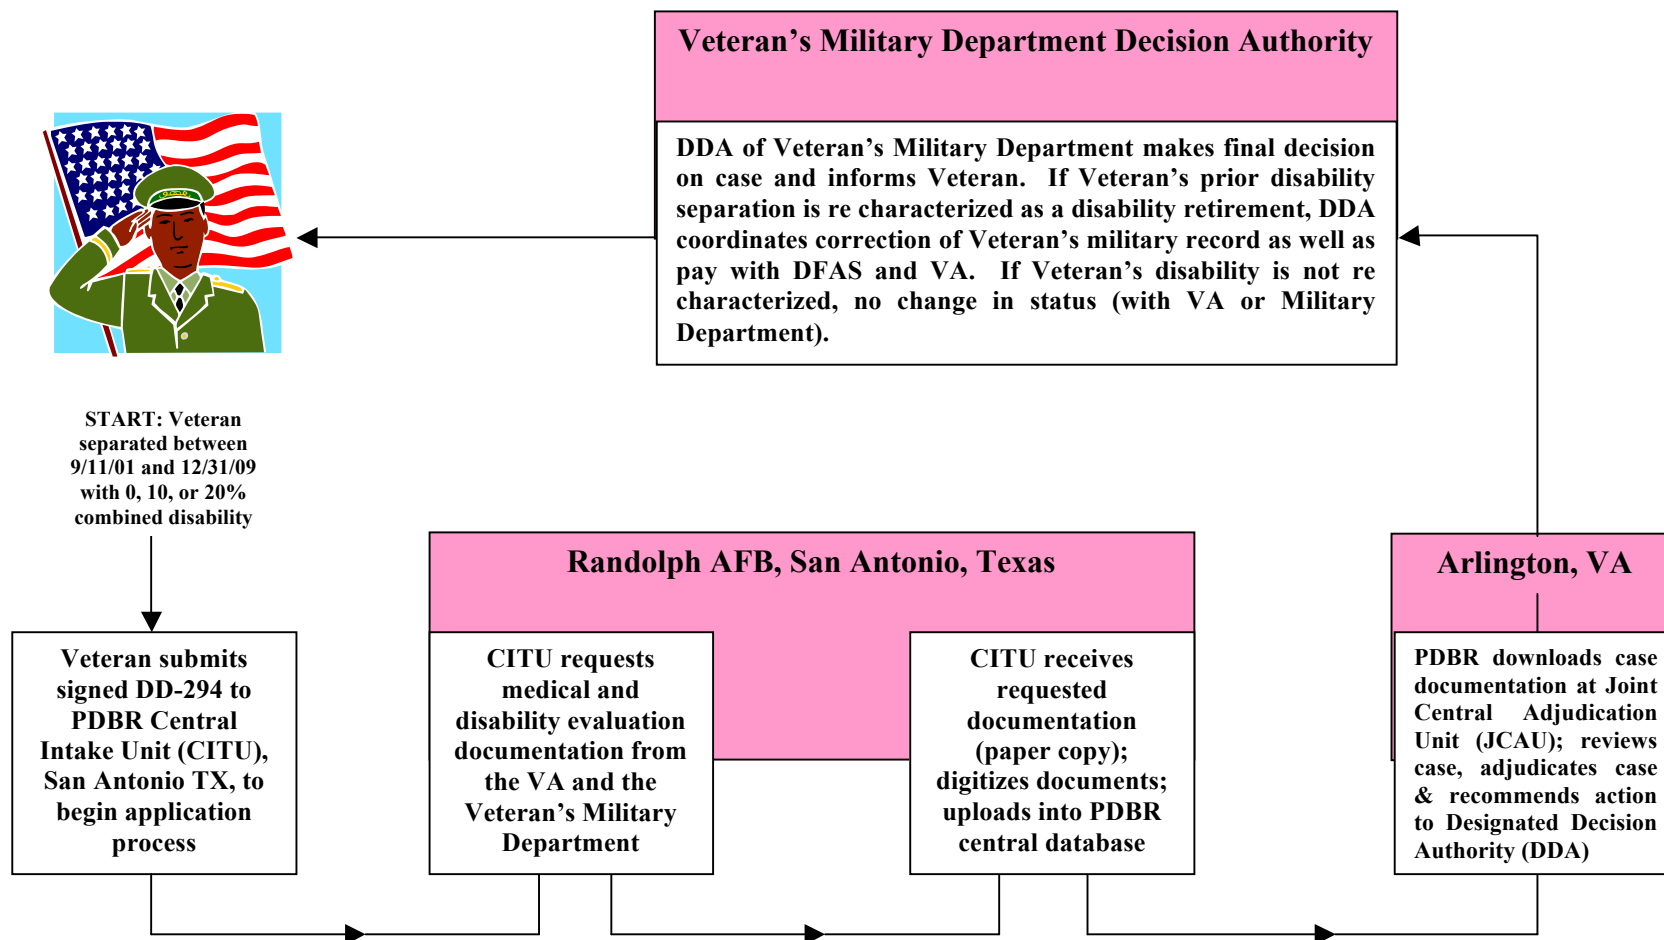 Veteran’s Military Department Decision Authority
DDA of Veteran’s Military Department makes final decision
on case and informs Veteran.  If Veteran’s prior disability
separation is re characterized as a disability retirement, DDA
coordinates correction of Veteran’s military record as well as
pay with DFAS and VA.  If Veteran’s disability is not re
characterized, no change in status (with VA or Military
Department).
START: Veteran
separated between
9/11/01 and 12/31/09
with 0, 10, or 20%
combined disability
Veteran submits
signed DD-294 to
PDBR Central
Intake Unit (CITU),
San Antonio TX, to
begin application
process
Randolph AFB, San Antonio, Texas
CITU requests
medical and
disability evaluation
documentation from
the VA and the
Veteran’s Military
Department
CITU receives
requested
documentation
(paper copy);
digitizes documents;
uploads into PDBR
central database
Arlington, VA
PDBR downloads case
documentation at Joint
Central Adjudication
Unit (JCAU); reviews
case, adjudicates case
& recommends action
to Designated Decision
Authority (DDA)